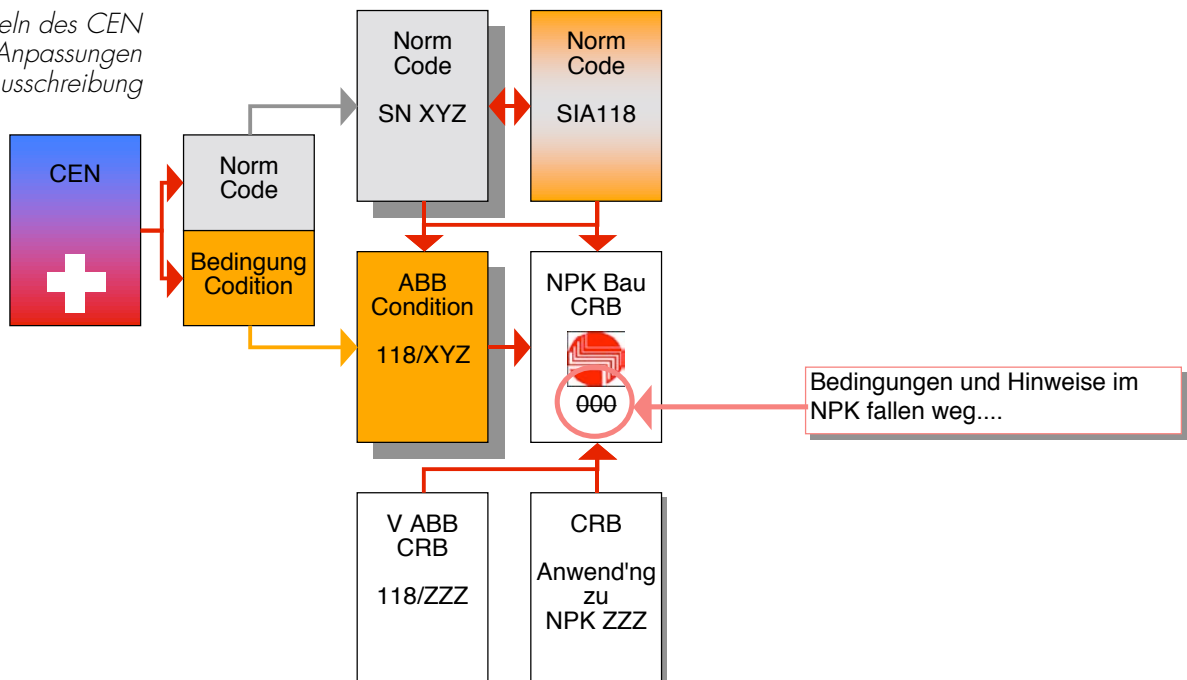 eln des CEN
Anpassungen
usschreibung
CEN
Norm
Code
Bedingung
Codition
Norm
Code
SN XYZ
Norm
Code
SIA118
ABB
Condition
118/XYZ
NPK Bau
CRB
000
Bedingungen und Hinweise im
NPK fallen weg....
V ABB
CRB
118/ZZZ
CRB
Anwend'ng
zu
NPK ZZZ